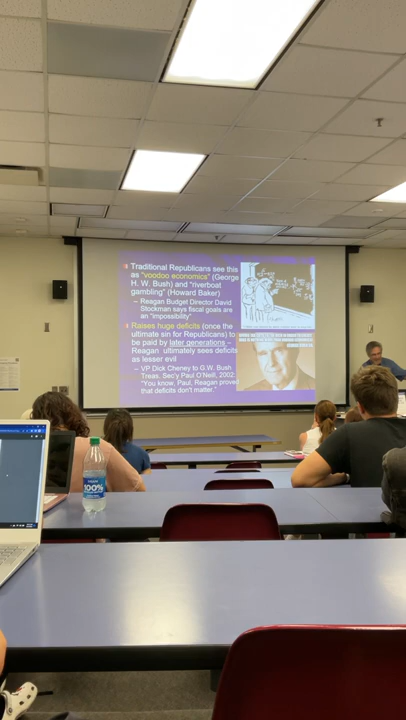 Traditional Republicans see this
as "voodoo economics" (George
H. W. Bush) and "riverboat
gambling" (Howard Baker)
– Reagan Budget Director David
Stockman says fiscal goals are
an "impossibility"
Raises huge deficits (once the
ultimate sin for Republicans) to
be paid by later generations –
Reagan ultimately sees deficits
as lesser evil
– VP Dick Cheney to G.W. Bush
Treas. Sec'y Paul O'Neill, 2002:
"You know, Paul, Reagan proved
that deficits don't matter."
100%